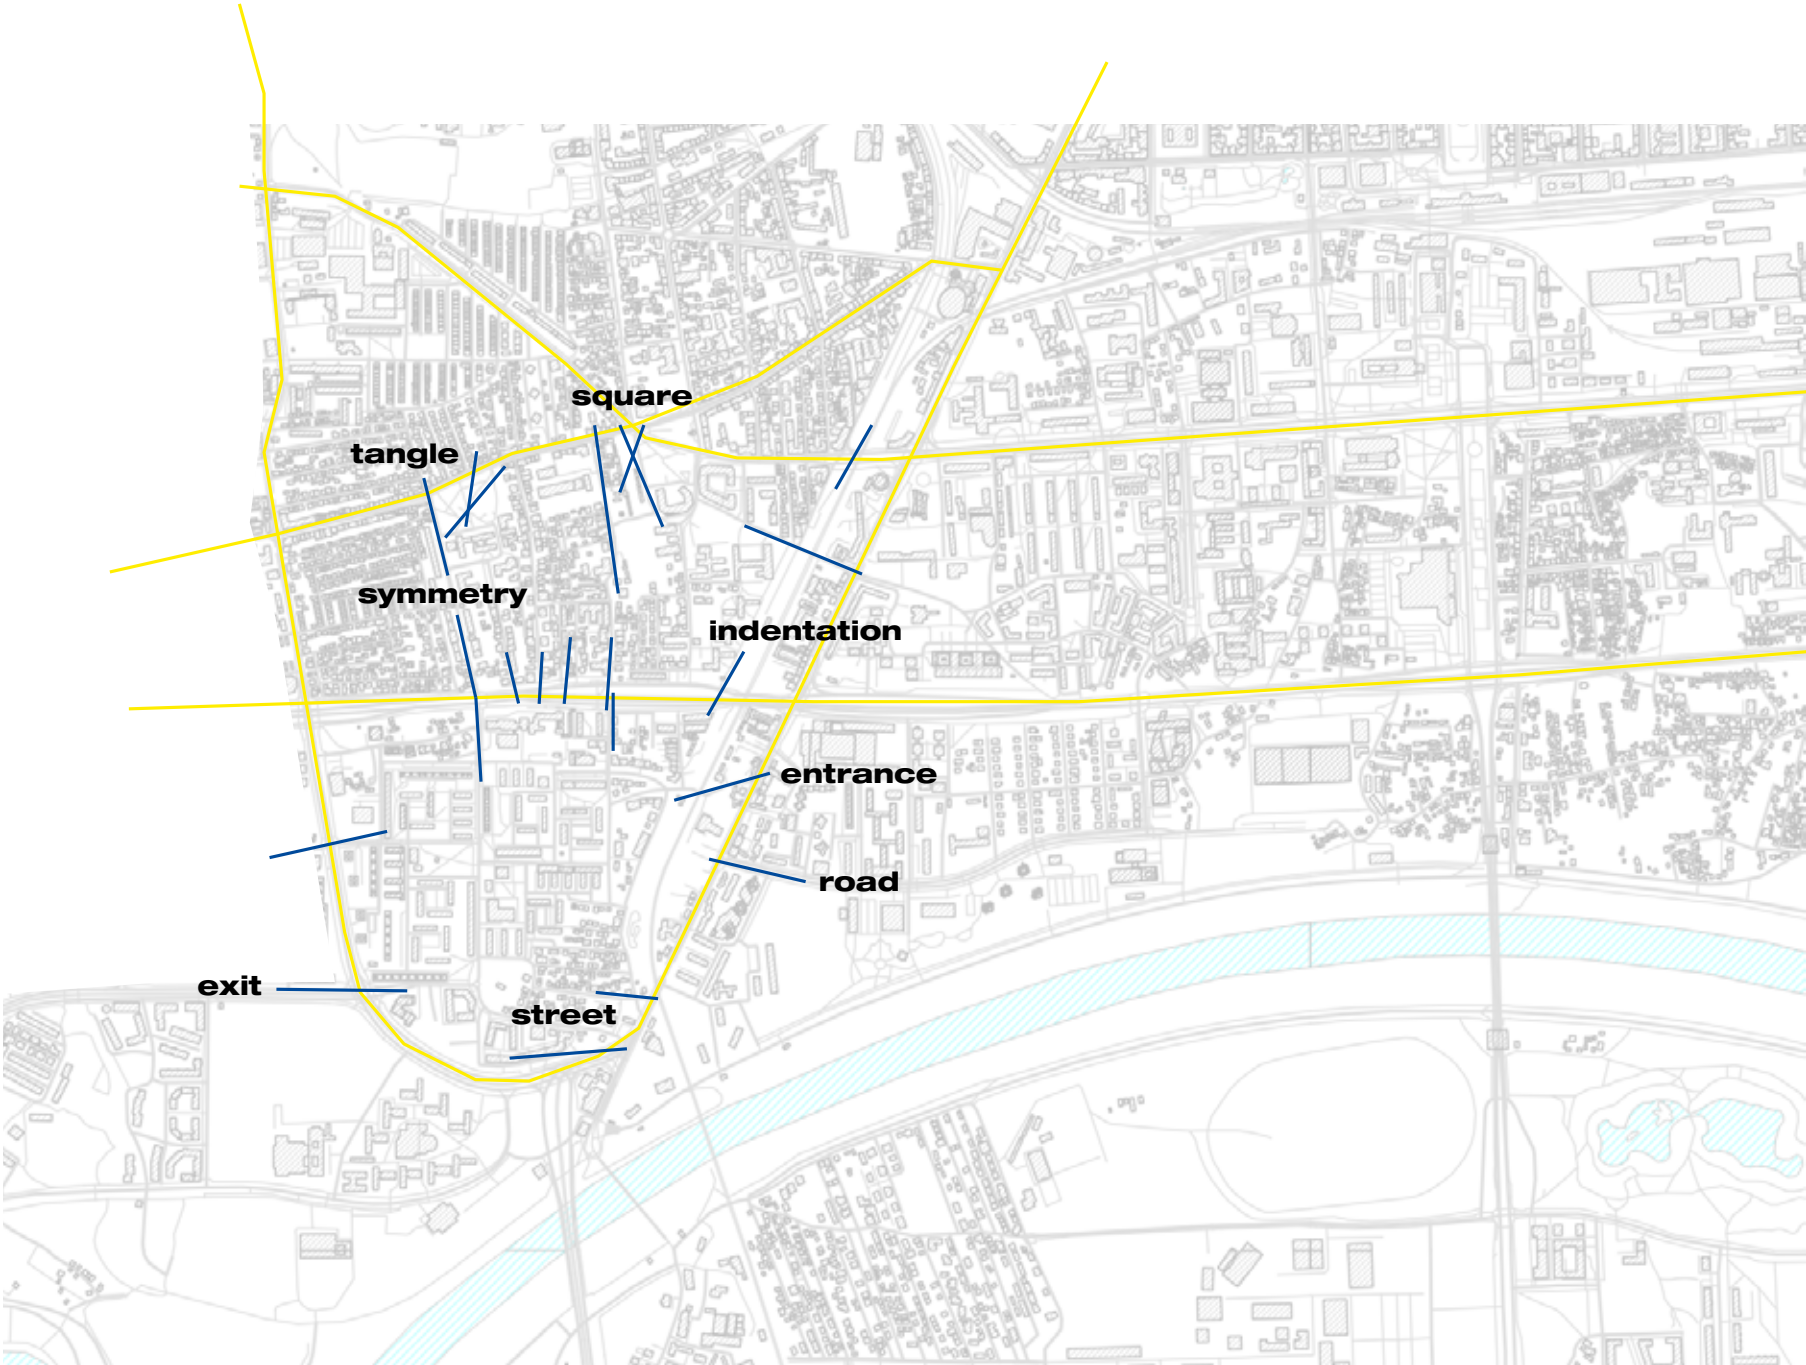 square
tangle
symmetry
indentation
entrance
road
exit
street